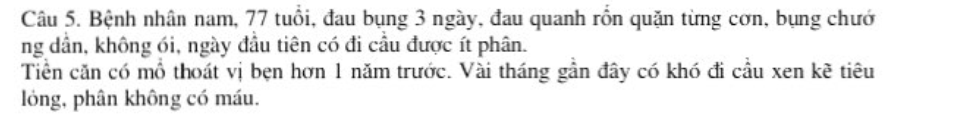 Câu 5. Bệnh nhân nam, 77 tuổi, đau bụng 3 ngày, đau quanh rốn quặn từng cơn, bụng chướ
ng dần, không ói, ngày đầu tiên có đi cầu được ít phân.
Tiền căn có mổ thoát vị bẹn hơn 1 năm trước. Vài tháng gần đây có khó đi cầu xen kẽ tiêu
lỏng, phân không có máu.